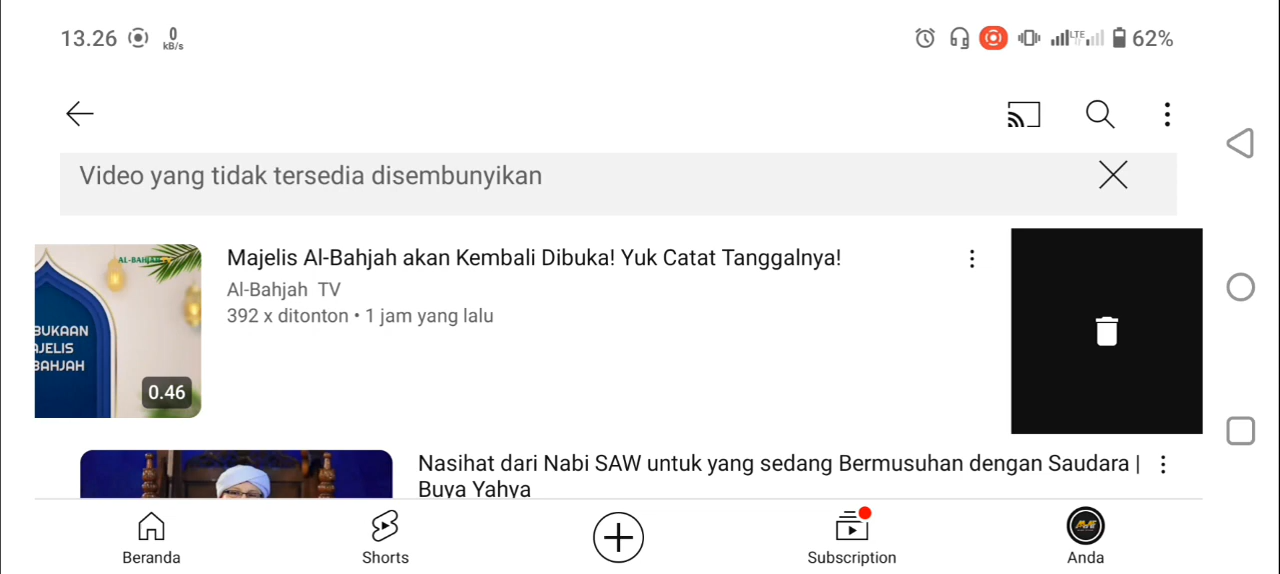 13.26
0
kB/s
LTE
62%
Video yang tidak tersedia disembunyikan
AL-BAHJAH
BUKAAN
AJELIS
BAHJAH
0.46
Majelis Al-Bahjah akan Kembali Dibuka! Yuk Catat Tanggalnya!
Al-Bahjah TV
392 x ditonton • 1 jam yang lalu
Nasihat dari Nabi SAW untuk yang sedang Bermusuhan dengan Saudara |
Buya Yahya
Beranda
Shorts
Subscription
Anda